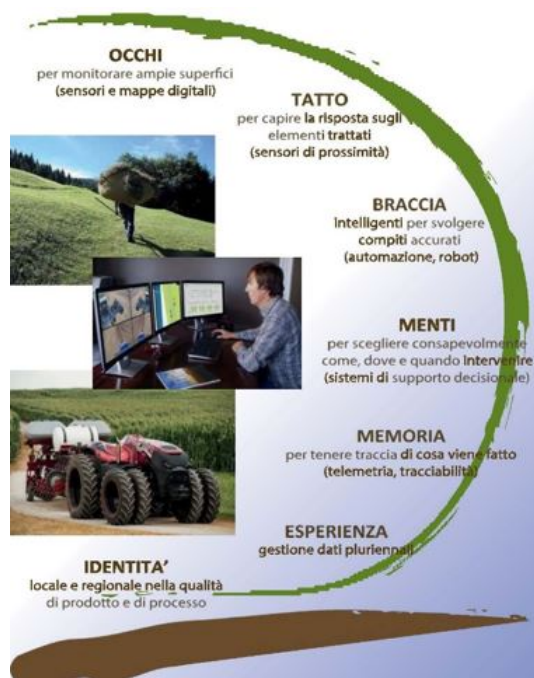 OCCHI
per monitorare ampie superfici
(sensori e mappe digitali)
TATTO
per capire la risposta sugli
elementi trattati
(sensori di prossimità)
BRACCIA
intelligenti per svolgere
compiti accurati
(automazione, robot)
MENTI
per scegliere consapevolmente
come, dove e quando intervenire
(sistemi di supporto decisionale)
MEMORIA
per tenere traccia di cosa viene fatto
(telemetria, tracciabilità)
ESPERIENZA
gestione dati pluriennali
IDENTITA'
locale e regionale nella qualità
di prodotto e di processo